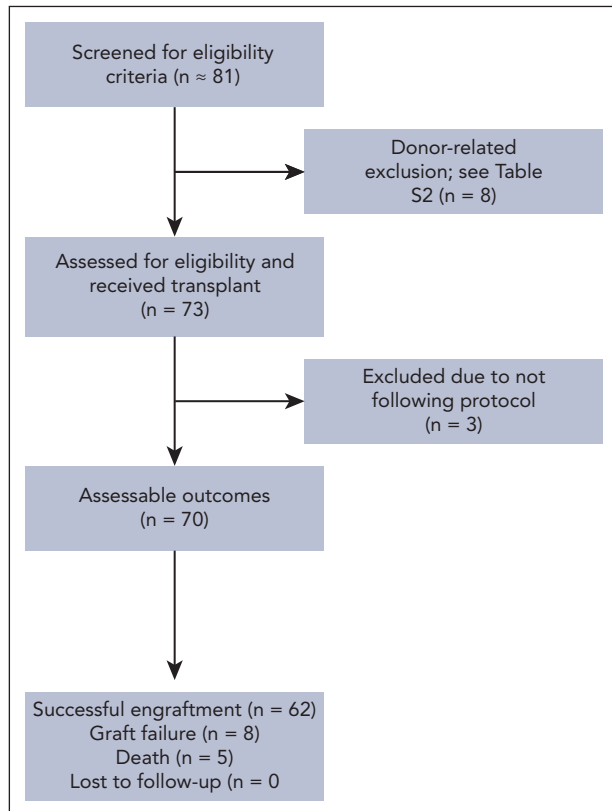 Screened for eligibility
criteria (n ≈ 81)
Donor-related
exclusion; see Table
S2 (n = 8)
Assessed for eligibility and
received transplant
(n = 73)
Excluded due to not
following protocol
(n = 3)
Assessable outcomes
(n = 70)
Successful engraftment (n = 62)
Graft failure (n = 8)
Death (n = 5)
Lost to follow-up (n = 0